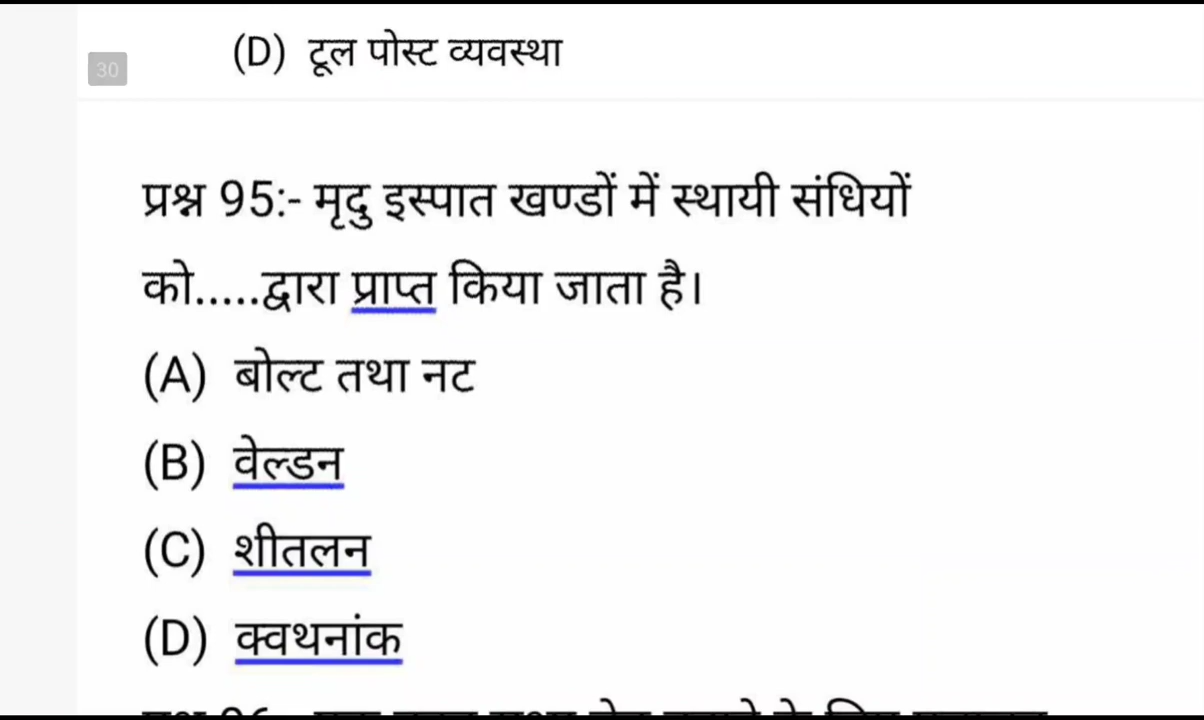 (D) टूल पोस्ट व्यवस्था
30
प्रश्न 95:- मृदु इस्पात खण्डों में स्थायी संधियों
को.....द्वारा प्राप्त किया जाता है।
(A) बोल्ट तथा नट
(B) वेल्डन
(C) शीतलन
(D) क्वथनांक